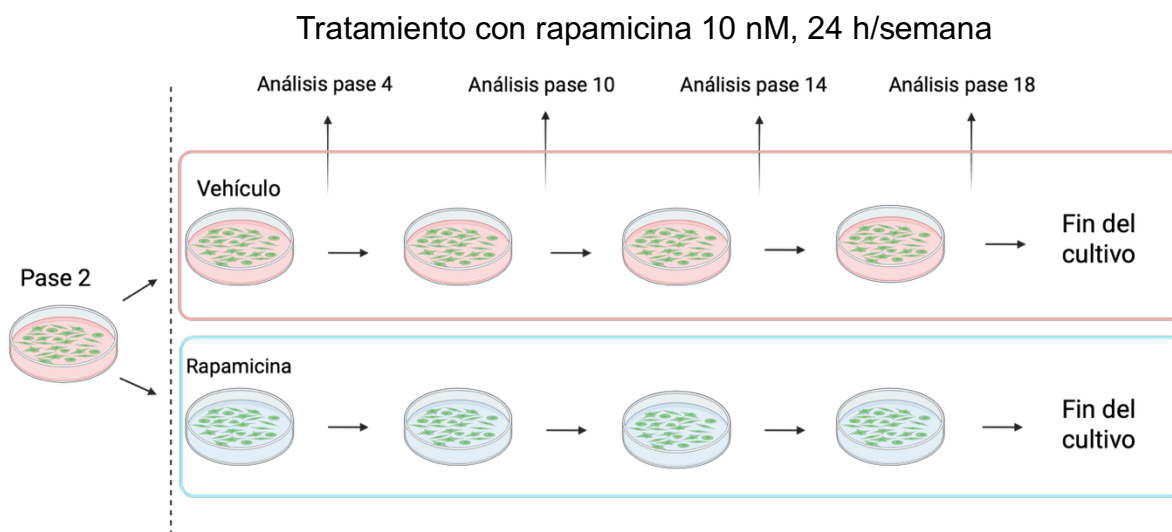 Tratamiento con rapamicina 10 nM, 24 h/semana
Análisis pase 4
Análisis pase 10
Análisis pase 14
Análisis pase 18
Vehículo
Fin del
cultivo
Pase 2
Rapamicina
Fin del
cultivo